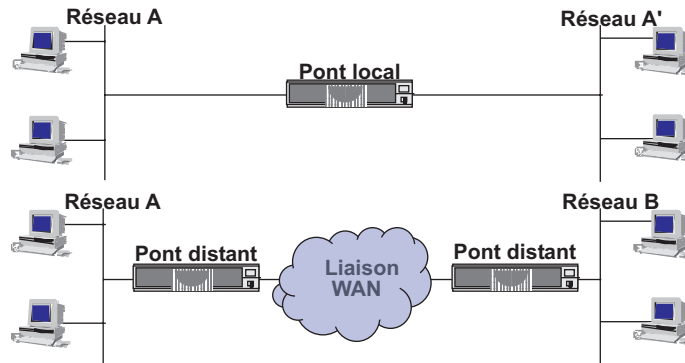 Réseau A
Réseau A'
Pont local
Réseau A
Réseau B
Pont distant
Pont distant
Liaison
WAN